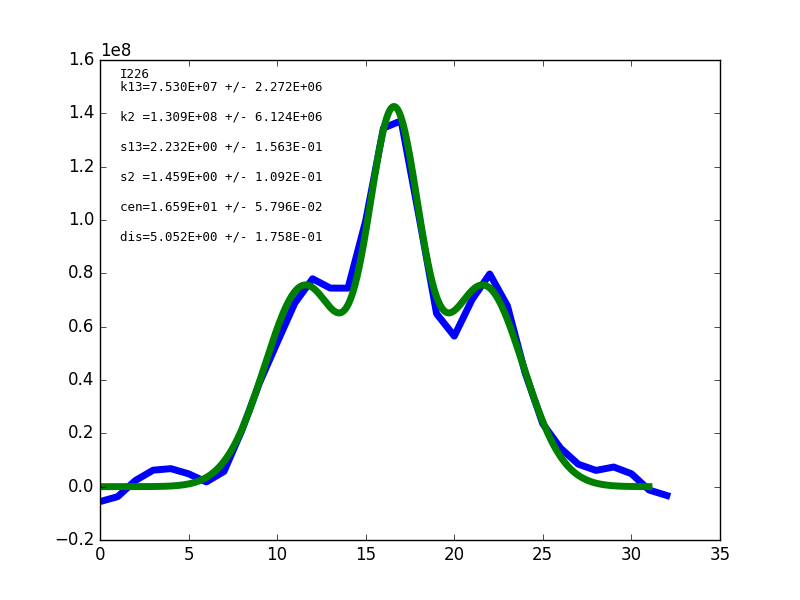 1e8
1.6
1.4
1.2
1.0
0.8
0.6
0.4
0.2
0.0
−0.2
I226
k13=7.530E+07 +/- 2.272E+06
k2 =1.309E+08 +/- 6.124E+06
s13=2.232E+00 +/- 1.563E-01
s2 =1.459E+00 +/- 1.092E-01
cen=1.659E+01 +/- 5.796E-02
dis=5.052E+00 +/- 1.758E-01
0 5 10 15 20 25 30 35